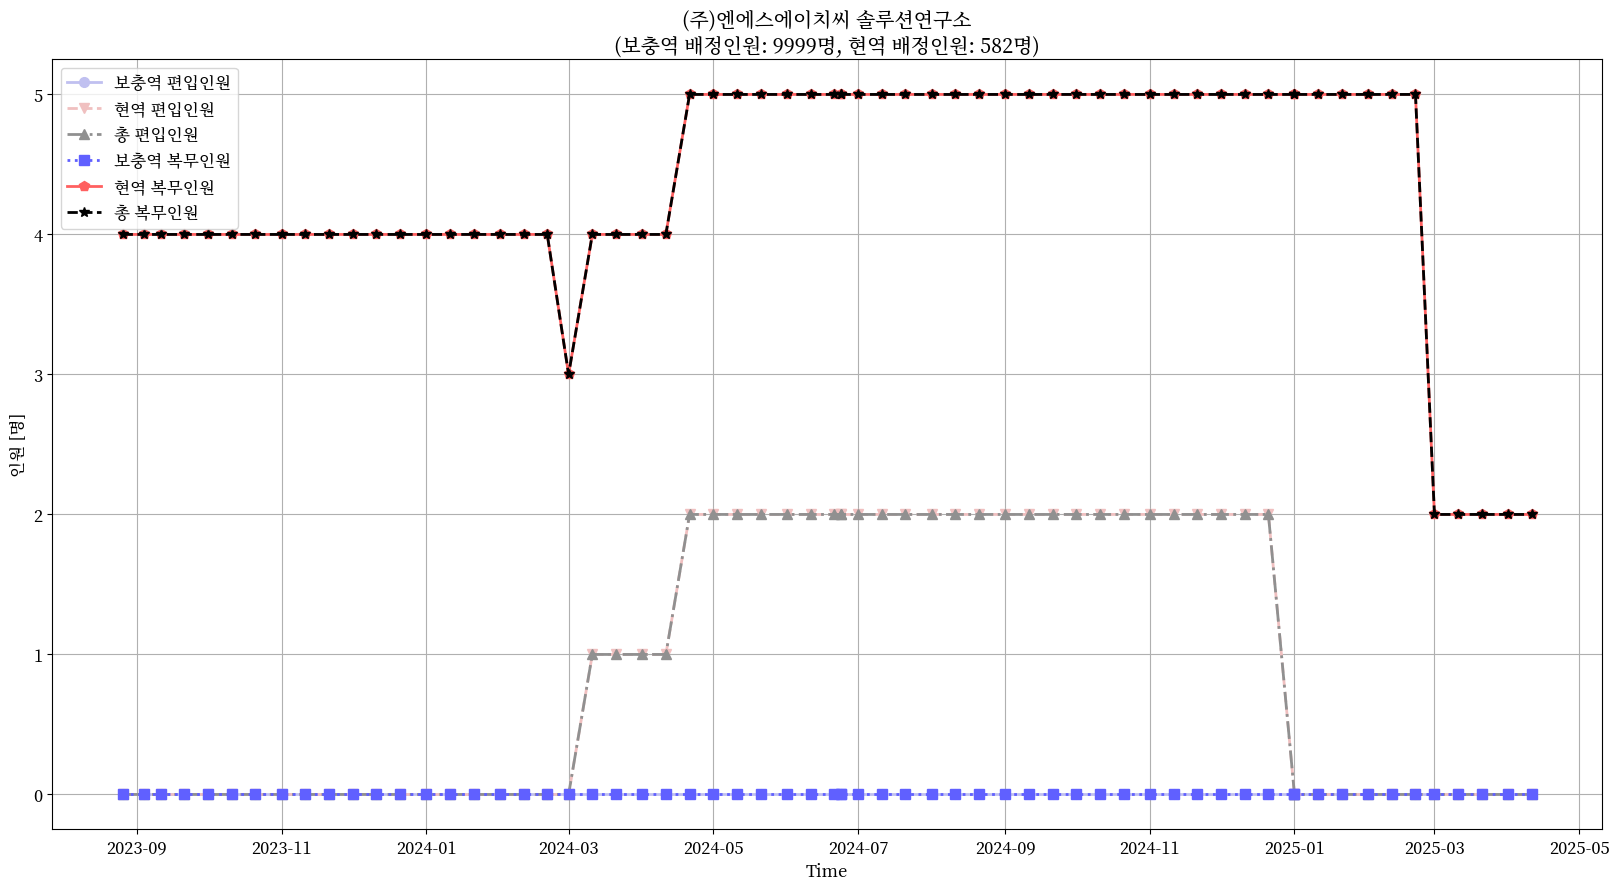 (주)엔에스에이치씨 솔루션연구소
(보충역 배정인원: 9999명, 현역 배정인원: 582명)
보충역 편입인원
현역 편입인원
총 편입인원
보충역 복무인원
현역 복무인원
총 복무인원
인원 [명]
5
4
3
2
1
0
2023-09
2023-11
2024-01
2024-03
2024-05
2024-07
2024-09
2024-11
2025-01
2025-03
2025-05
Time